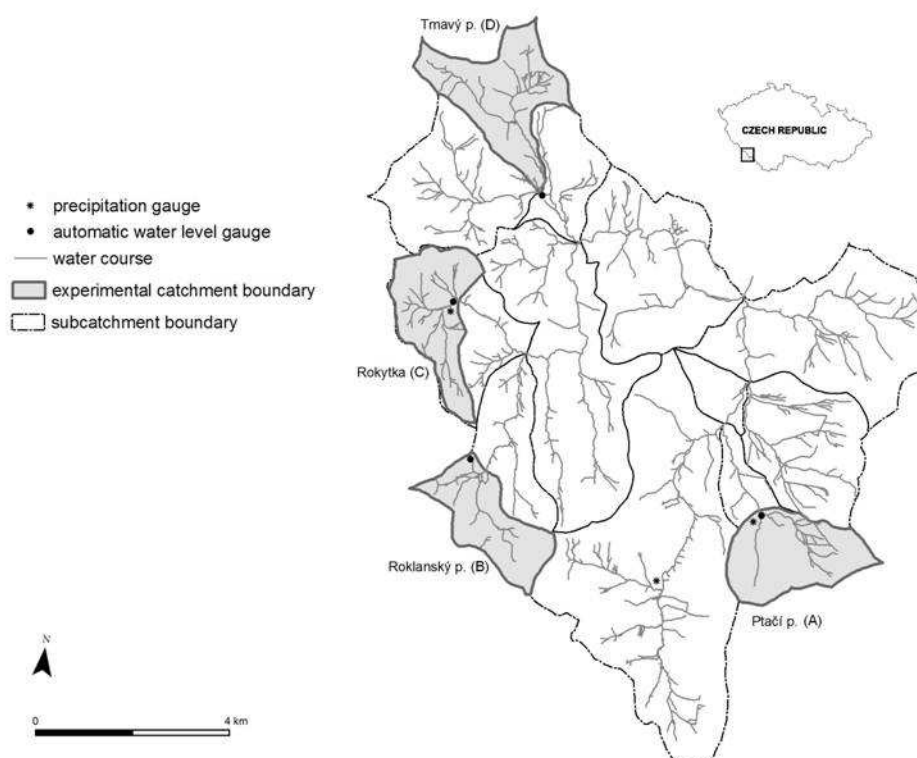 Trnavý p. (D)
CZECH REPUBLIC
precipitation gauge
automatic water level gauge
water course
experimental catchment boundary
subcatchment boundary
Rokytka (C)
Roklanský p. (B)
Ptačí p. (A)
N
0 4 km